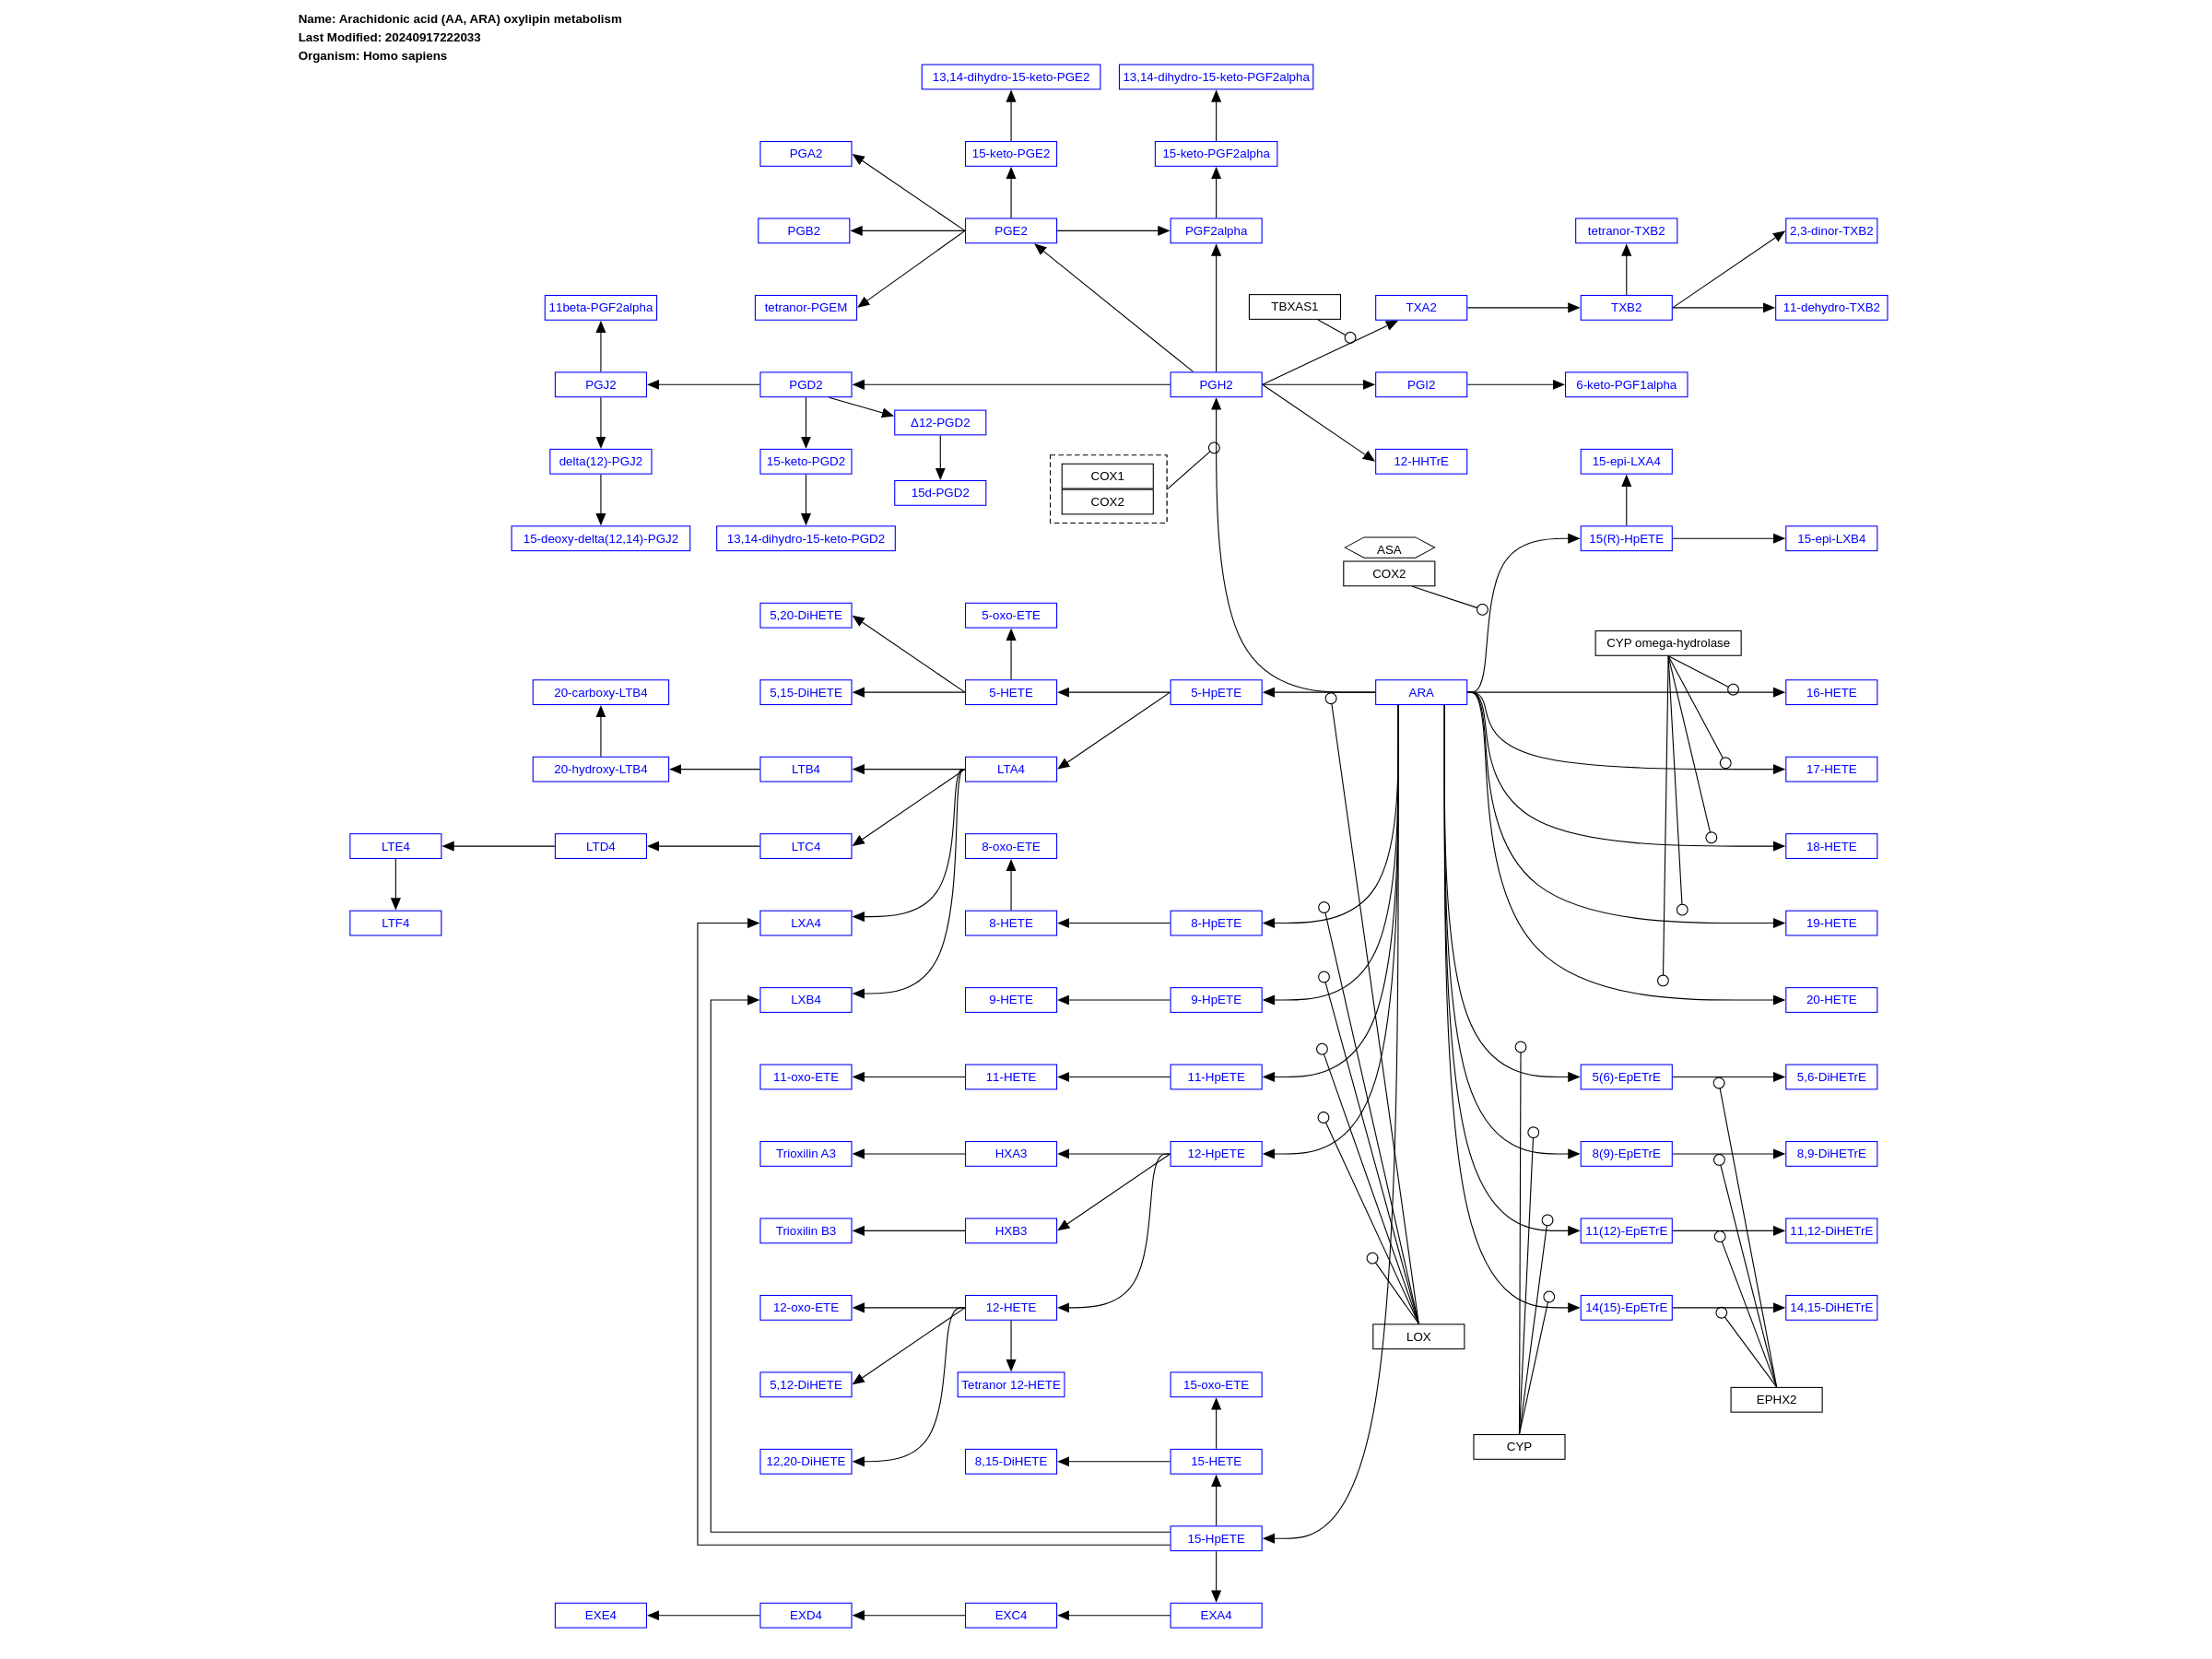 Name: Arachidonic acid (AA, ARA) oxylipin metabolism
Last Modified: 20240917222033
Organism: Homo sapiens
13,14-dihydro-15-keto-PGE2
13,14-dihydro-15-keto-PGF2alpha
PGA2
15-keto-PGE2
15-keto-PGF2alpha
PGB2
PGE2
PGF2alpha
tetranor-TXB2
2,3-dinor-TXB2
11beta-PGF2alpha
tetranor-PGEM
TBXAS1
TXA2
TXB2
11-dehydro-TXB2
PGJ2
PGD2
PGH2
PGI2
6-keto-PGF1alpha
Δ12-PGD2
delta(12)-PGJ2
15-keto-PGD2
12-HHTrE
15-epi-LXA4
COX1
15d-PGD2
COX2
15-deoxy-delta(12,14)-PGJ2
13,14-dihydro-15-keto-PGD2
15(R)-HpETE
15-epi-LXB4
ASA
COX2
5,20-DiHETE
5-oxo-ETE
CYP omega-hydrolase
20-carboxy-LTB4
5,15-DiHETE
5-HETE
5-HpETE
ARA
16-HETE
20-hydroxy-LTB4
LTB4
LTA4
17-HETE
LTE4
LTD4
LTC4
8-oxo-ETE
18-HETE
LTF4
LXA4
8-HETE
8-HpETE
19-HETE
LXB4
9-HETE
9-HpETE
20-HETE
11-oxo-ETE
11-HETE
11-HpETE
5(6)-EpETrE
5,6-DiHETrE
Trioxilin A3
HXA3
12-HpETE
8(9)-EpETrE
8,9-DiHETrE
Trioxilin B3
HXB3
11(12)-EpETrE
11,12-DiHETrE
12-oxo-ETE
12-HETE
14(15)-EpETrE
14,15-DiHETrE
LOX
5,12-DiHETE
Tetranor 12-HETE
15-oxo-ETE
EPHX2
CYP
12,20-DiHETE
8,15-DiHETE
15-HETE
15-HpETE
EXE4
EXD4
EXC4
EXA4